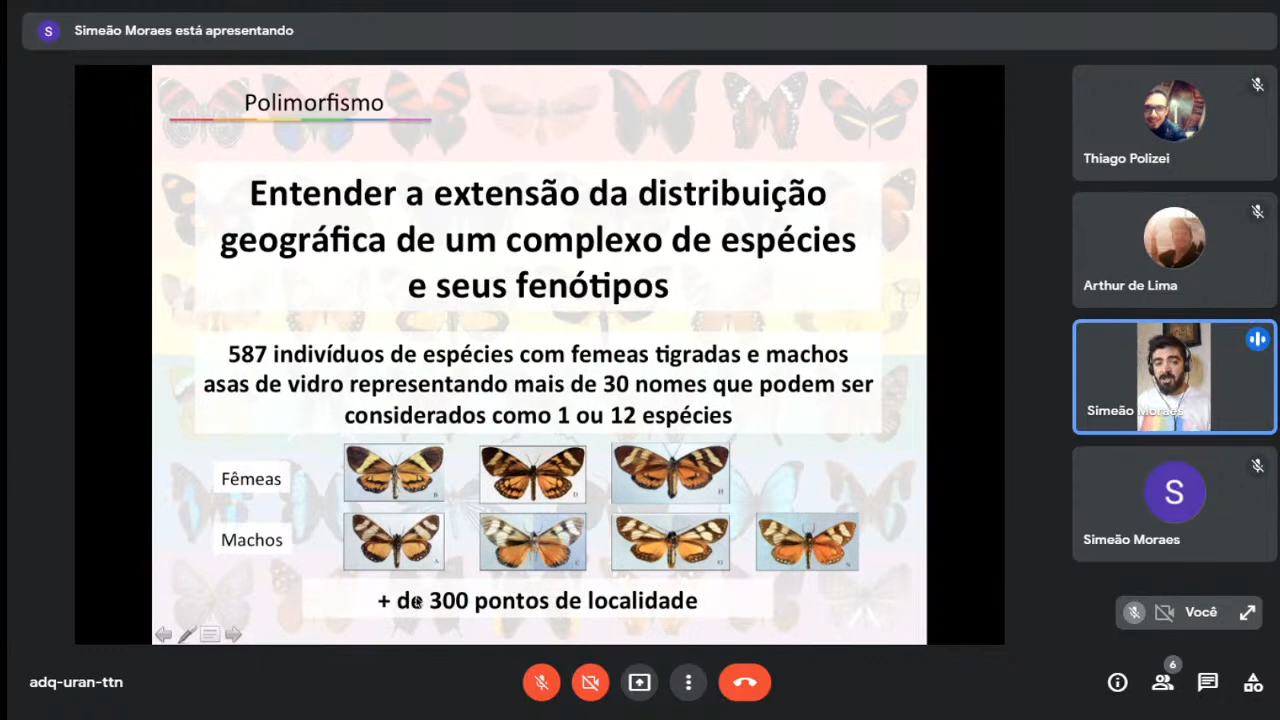 S
Simeão Moraes está apresentando
Polimorfismo
Entender a extensão da distribuição
geográfica de um complexo de espécies
e seus fenótipos
587 indivíduos de espécies com femeas tigradas e machos
asas de vidro representando mais de 30 nomes que podem ser
considerados como 1 ou 12 espécies
Fêmeas
B
D
H
Machos
A
C
G
+ de 300 pontos de localidade
Thiago Polizei
Arthur de Lima
Simeão Moraes
S
Simeão Moraes
Você
adq-uran-ttn
6